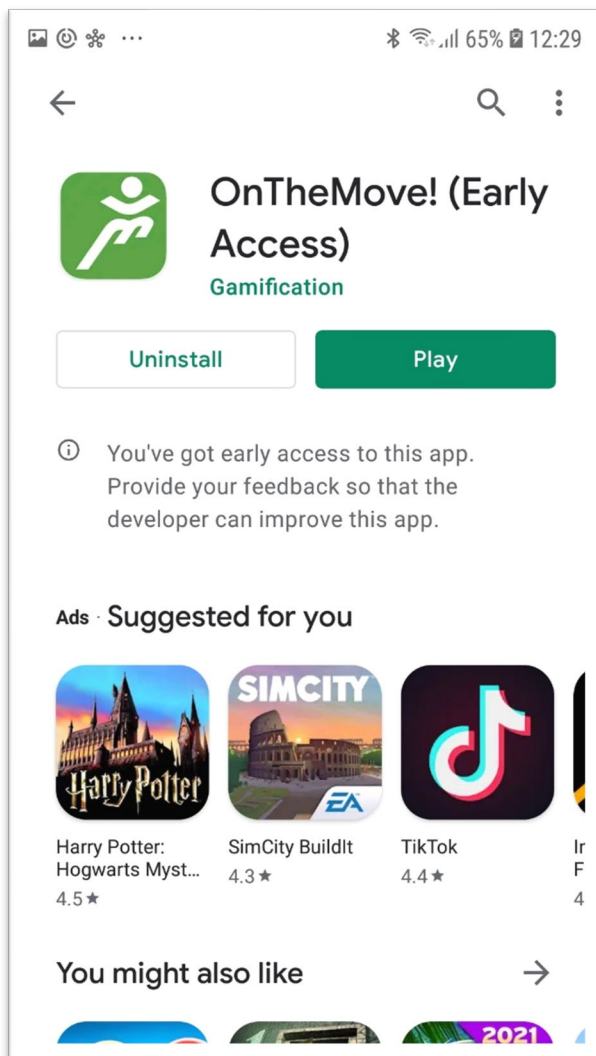 65% 12:29
OnTheMove! (Early
Access)
Gamification
Uninstall Play
You've got early access to this app.
Provide your feedback so that the
developer can improve this app.
Ads · Suggested for you
Harry Potter
SIMCITY
EA
Harry Potter: SimCity BuildIt TikTok
Hogwarts Myst... 4.3★ 4.4★
4.5★
You might also like
2021